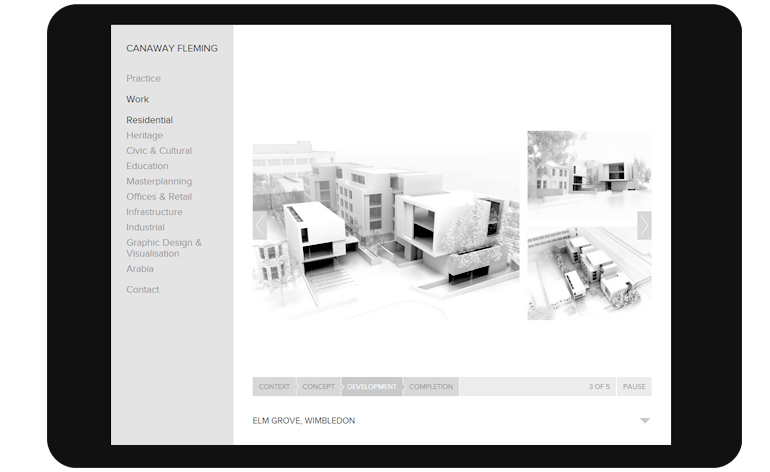 CANAWAY FLEMING
Practice
Work
Residential
Heritage
Civic & Cultural
Education
Masterplanning
Offices & Retail
Infrastructure
Industrial
Graphic Design &
Visualisation
Arabia
Contact
CONTEXT CONCEPT DEVELOPMENT COMPLETION 3 OF 5 PAUSE
ELM GROVE, WIMBLEDON